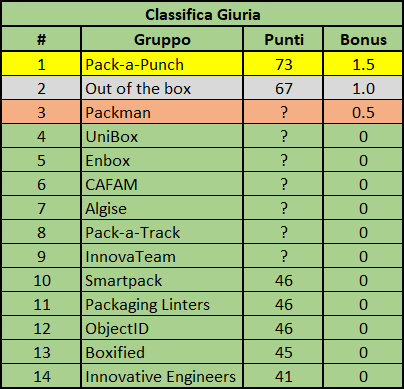 Classifica Giuria
# Gruppo Punti Bonus
1 Pack-a-Punch 73 1.5
2 Out of the box 67 1.0
3 Packman ? 0.5
4 UniBox ? 0
5 Enbox ? 0
6 CAFAM ? 0
7 Algise ? 0
8 Pack-a-Track ? 0
9 InnovaTeam ? 0
10 Smartpack 46 0
11 Packaging Linters 46 0
12 ObjectID 46 0
13 Boxified 45 0
14 Innovative Engineers 41 0